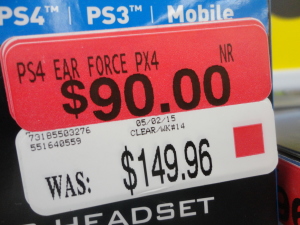 PS4™ PS3™ | Mobile
PS4 EAR FORCE PX4 NR
$90.00
73185503276 05/02/15
551640559 CLEAR/WK#14
WAS: $149.96
HEADSET